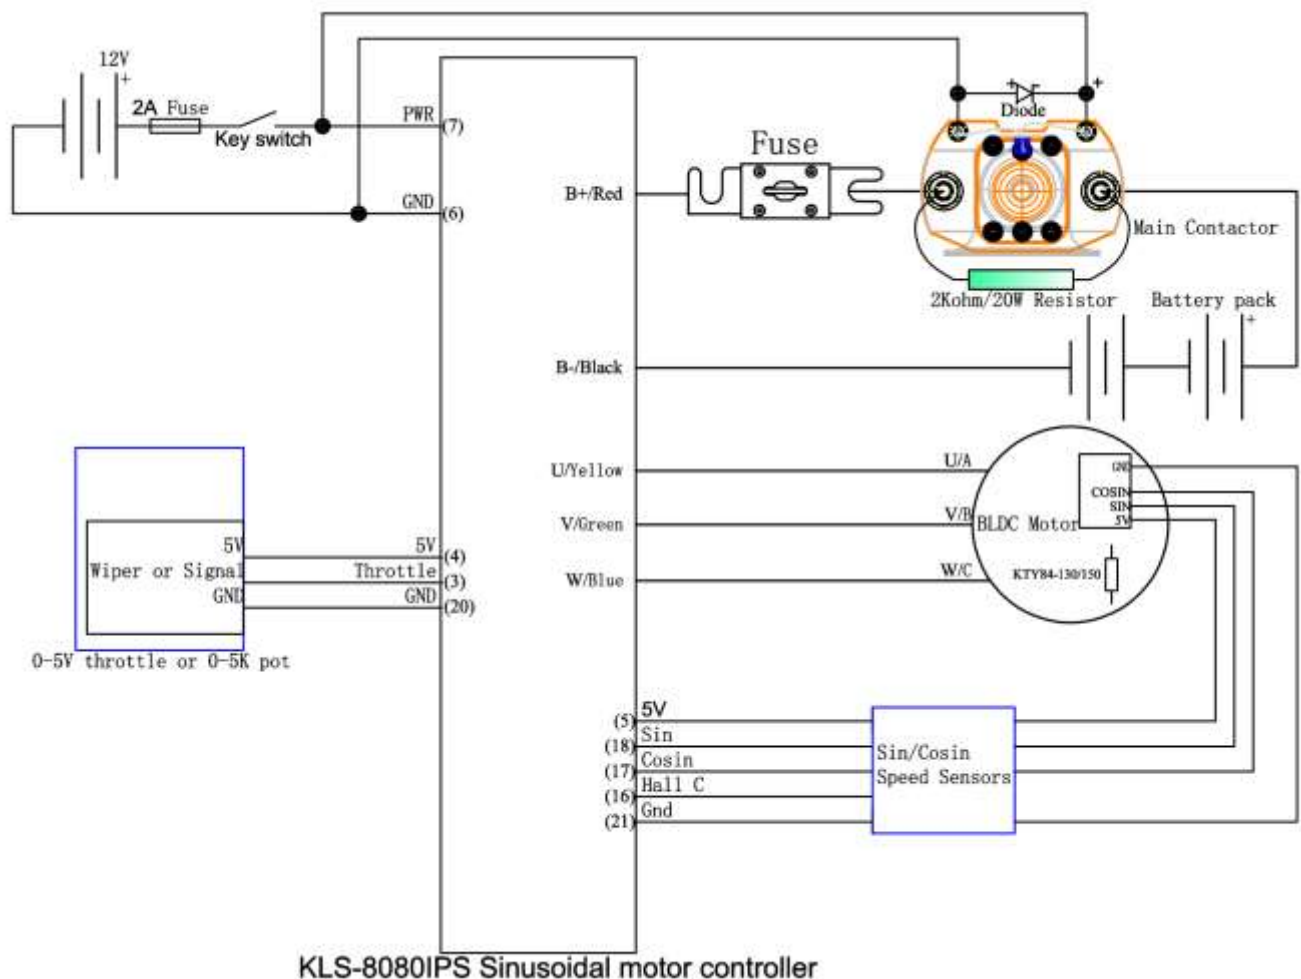 12V
+
2A Fuse
Key switch
PWR
(7)
GND
(6)
+
+
Diode
Fuse
B+/Red
Main Contactor
2Kohm/20W Resistor
Battery pack
+
B-/Black
U/Yellow
U/A
GND
COSIN
SIN
5V
V/Green
V/B
BLDC Motor
W/Blue
W/C
KTY84-130/150
5V
5V
(4)
Wiper or Signal
Throttle
(3)
GND
GND
(20)
0-5V throttle or 0-5K pot
(5)
5V
(18)
Sin
(17)
Cosin
(16)
Hall C
(21)
Gnd
Sin/Cosin
Speed Sensors
KLS-8080IPS Sinusoidal motor controller